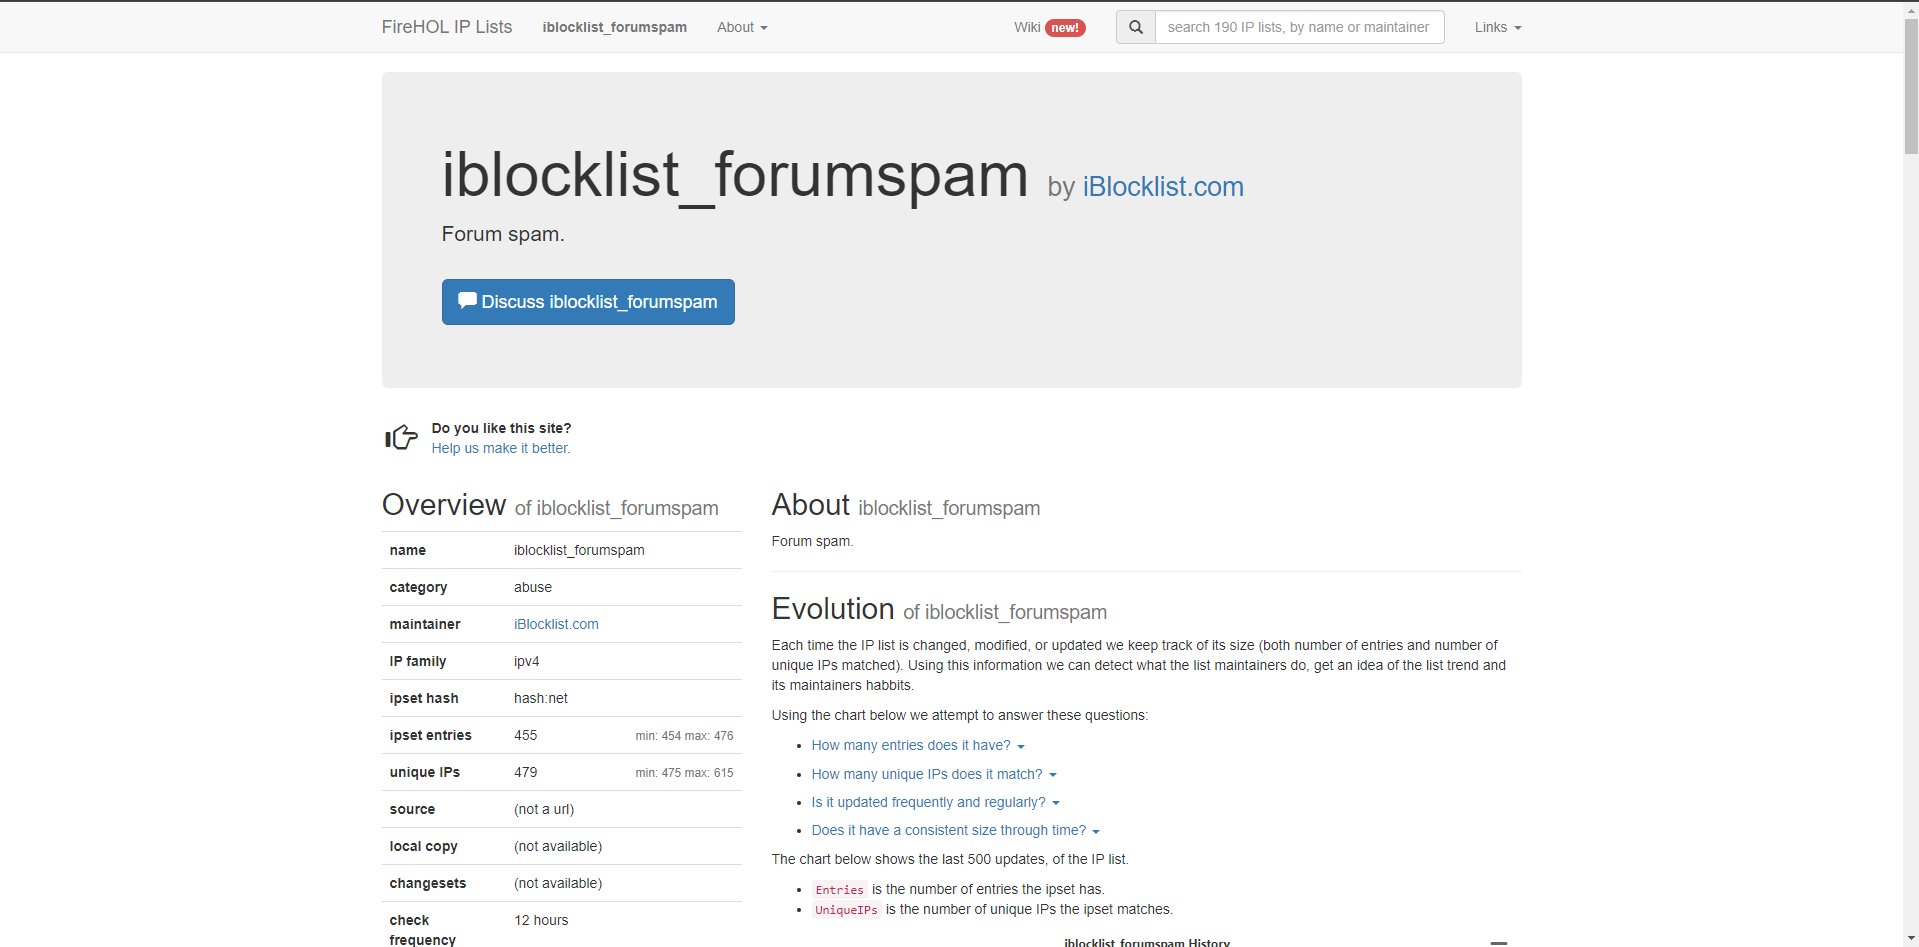 FireHOL IP Lists iblocklist_forumspam About Wiki new! search 190 IP lists, by name or maintainer Links
iblocklist_forumspam by iBlocklist.com
Forum spam.
Discuss iblocklist_forumspam
Do you like this site?
Help us make it better.
Overview of iblocklist_forumspam
name iblocklist_forumspam
category abuse
maintainer iBlocklist.com
IP family ipv4
ipset hash hash:net
ipset entries 455 min: 454 max: 476
unique IPs 479 min: 475 max: 615
source (not a url)
local copy (not available)
changesets (not available)
check 12 hours
frequency
About iblocklist_forumspam
Forum spam.
Evolution of iblocklist_forumspam
Each time the IP list is changed, modified, or updated we keep track of its size (both number of entries and number of
unique IPs matched). Using this information we can detect what the list maintainers do, get an idea of the list trend and
its maintainers habbits.
Using the chart below we attempt to answer these questions:
How many entries does it have?
How many unique IPs does it match?
Is it updated frequently and regularly?
Does it have a consistent size through time?
The chart below shows the last 500 updates, of the IP list.
Entries is the number of entries the ipset has.
UniqueIPs is the number of unique IPs the ipset matches.
iblocklist_forumspam History